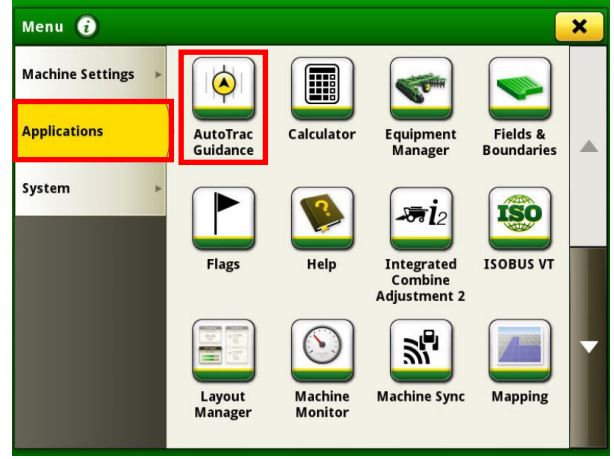 Menu
Machine Settings
Applications
System
AutoTrac
Guidance
Calculator
Equipment
Manager
Fields &
Boundaries
Flags
Help
i2
Integrated
Combine
Adjustment 2
ISO
ISOBUS VT
Layout
Manager
Machine
Monitor
Machine Sync
Mapping